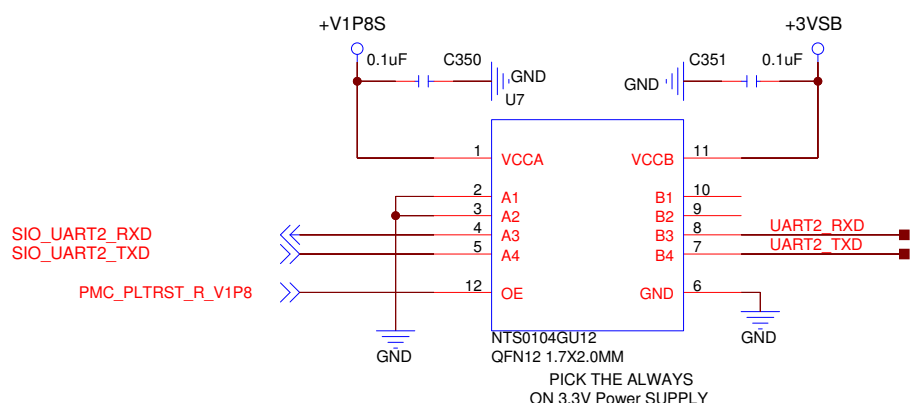 +V1P8S
+3VSB
0.1uF
C350
GND
U7
C351
0.1uF
GND
1
VCCA
VCCB
11
2
A1
B1
10
3
A2
B2
9
SIO_UART2_RXD
4
A3
B3
8
UART2_RXD
SIO_UART2_TXD
5
A4
B4
7
UART2_TXD
PMC_PLTRST_R_V1P8
12
OE
GND
6
GND
NTS0104GU12
GND
QFN12 1.7X2.0MM
PICK THE ALWAYS
ON 3.3V Power SUPPLY